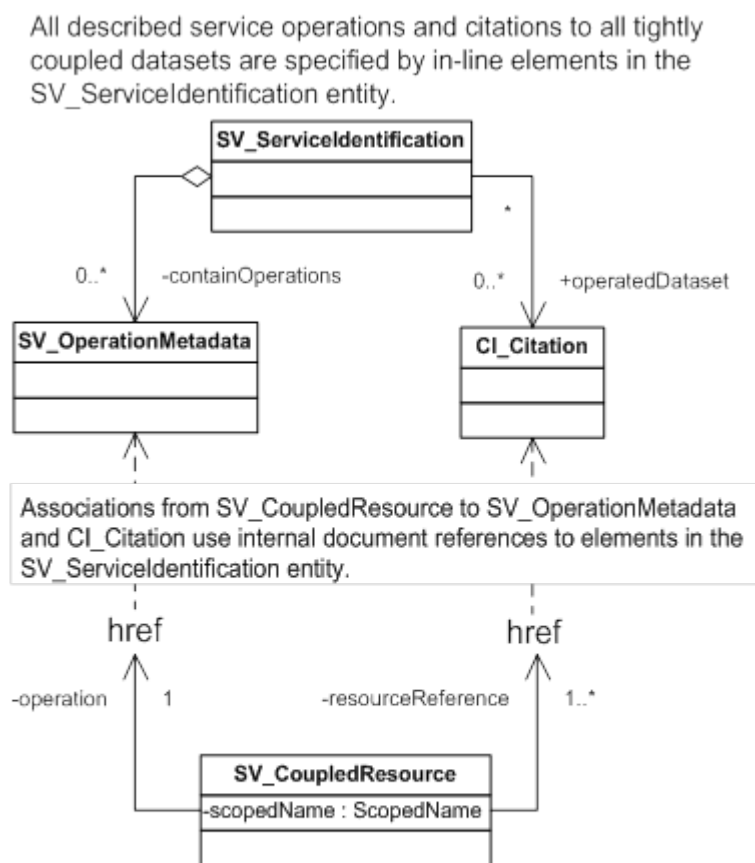 All described service operations and citations to all tightly
coupled datasets are specified by in-line elements in the
SV_ServiceIdentification entity.
SV_ServiceIdentification
*
0..*
-containOperations
0..*
+operatedDataset
SV_OperationMetadata
CI_Citation
Associations from SV_CoupledResource to SV_OperationMetadata
and CI_Citation use internal document references to elements in the
SV_ServiceIdentification entity.
href
href
-operation
1
-resourceReference
1..*
SV_CoupledResource
-scopedName : ScopedName